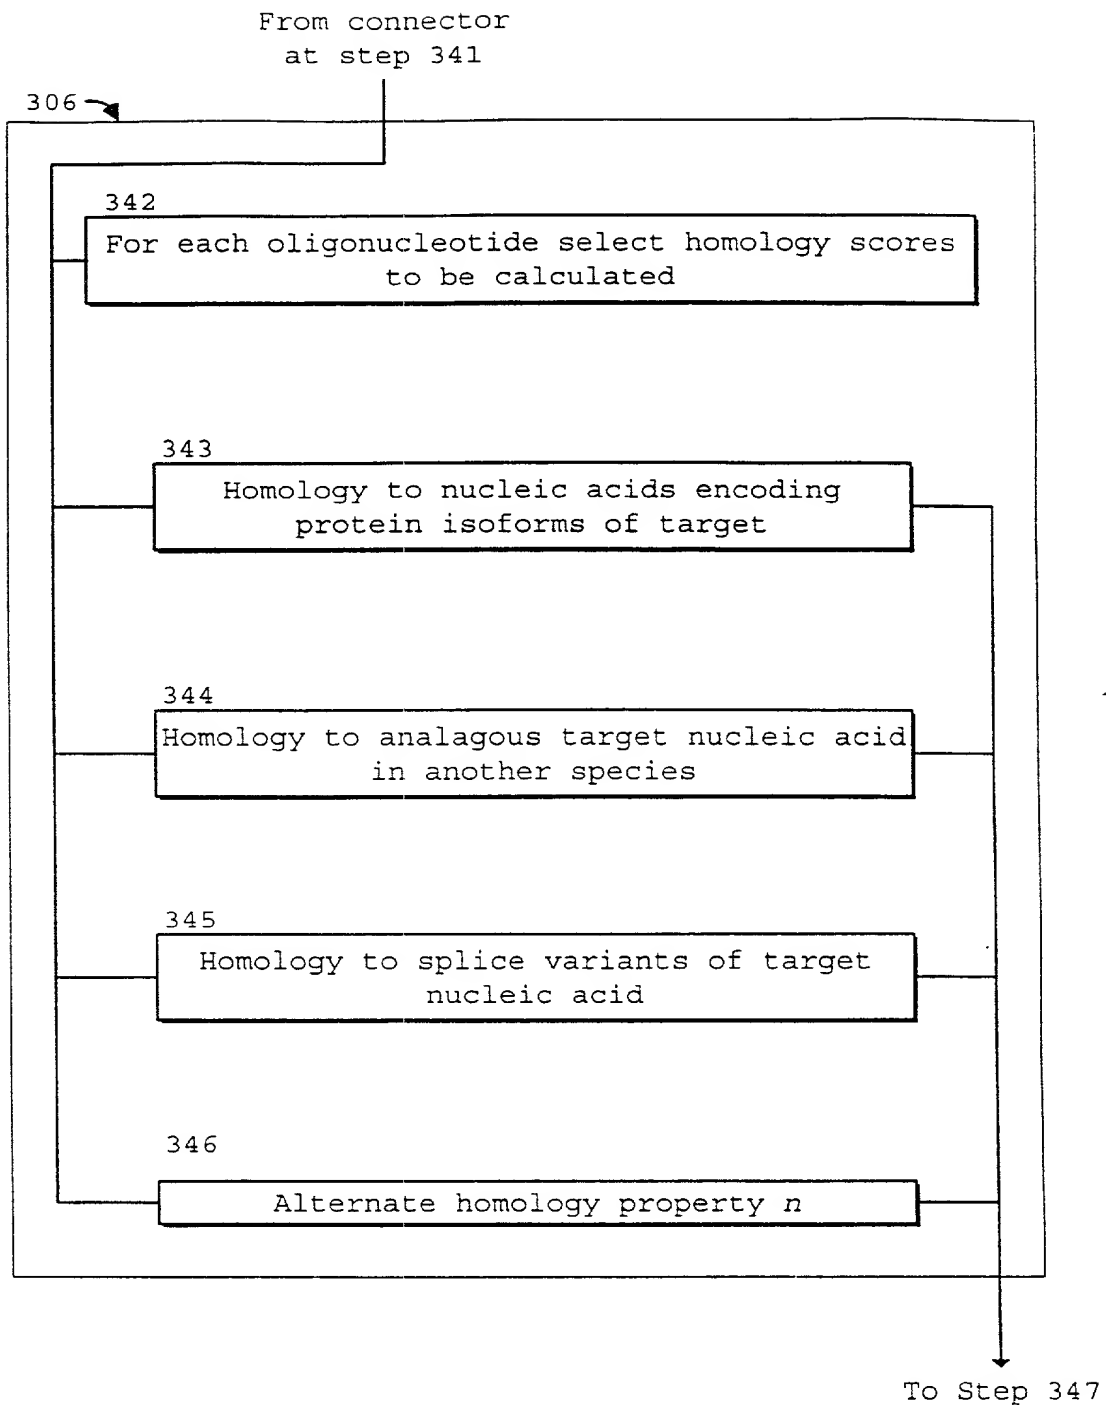 From connector
at step 341
306
342
For each oligonucleotide select homology scores
to be calculated
343
Homology to nucleic acids encoding
protein isoforms of target
344
Homology to analagous target nucleic acid
in another species
345
Homology to splice variants of target
nucleic acid
346
Alternate homology property n
To Step 347